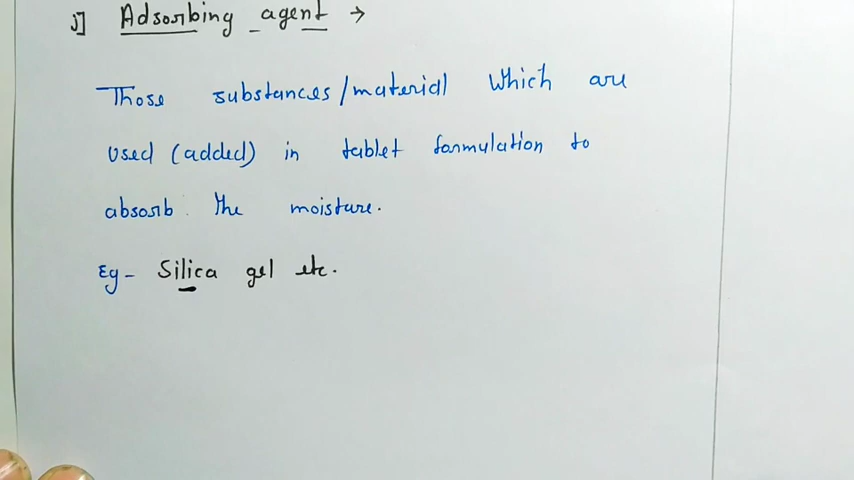 J] Adsorbing agent →
Those substances/material which are
used (added) in tablet formulation to
absorb the moisture.
Eg- Silica gel etc.